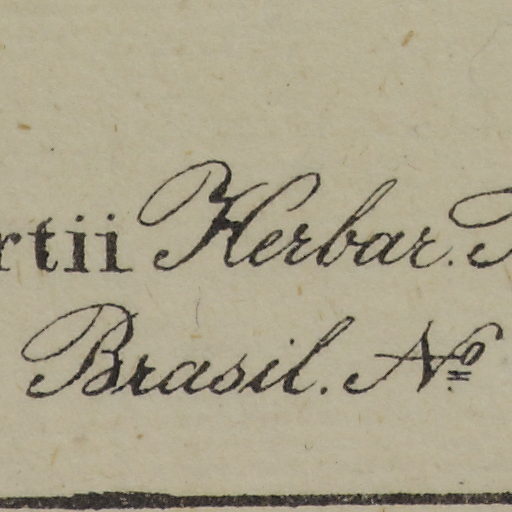 rtii Herbar.
Brasil. No